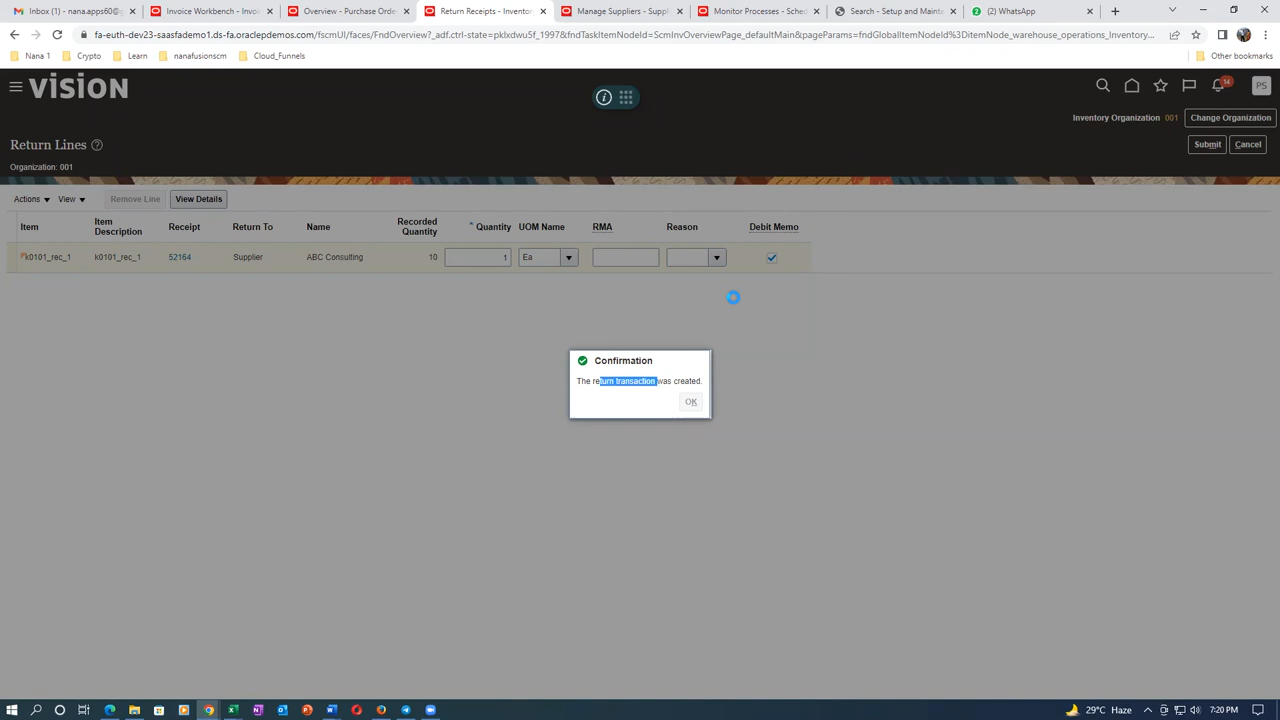 Inbox (1) - nana.apps60@g
Invoice Workbench - Invoi
Overview - Purchase Orde
Return Receipts - Inventor
Manage Suppliers - Suppl
Monitor Processes - Sched
Search - Setup and Mainte
(2) WhatsApp
fa-euth-dev23-saasfademo1.ds-fa.oraclepdemos.com/fscmUI/faces/FndOverview?_adf.ctrl-state=pklxdwu5f_1997&fndTaskItemNodeId=ScmInvOverviewPage_defaultMain&pageParams=fndGlobalItemNodeId%3DitemNode_warehouse_operations_Inventory...
Nana 1
Crypto
Learn
nanafusionscm
Cloud_Funnels
Other bookmarks
VISION
14
PS
Inventory Organization 001
Change Organization
Return Lines
Submit
Cancel
Organization: 001
Actions
View
Remove Line
View Details
Item
Item Description
Receipt
Return To
Name
Recorded Quantity
* Quantity
UOM Name
RMA
Reason
Debit Memo
k0101_rec_1
k0101_rec_1
52164
Supplier
ABC Consulting
10
1
Ea
Confirmation
The return transaction was created.
OK
29°C Haze
7:20 PM